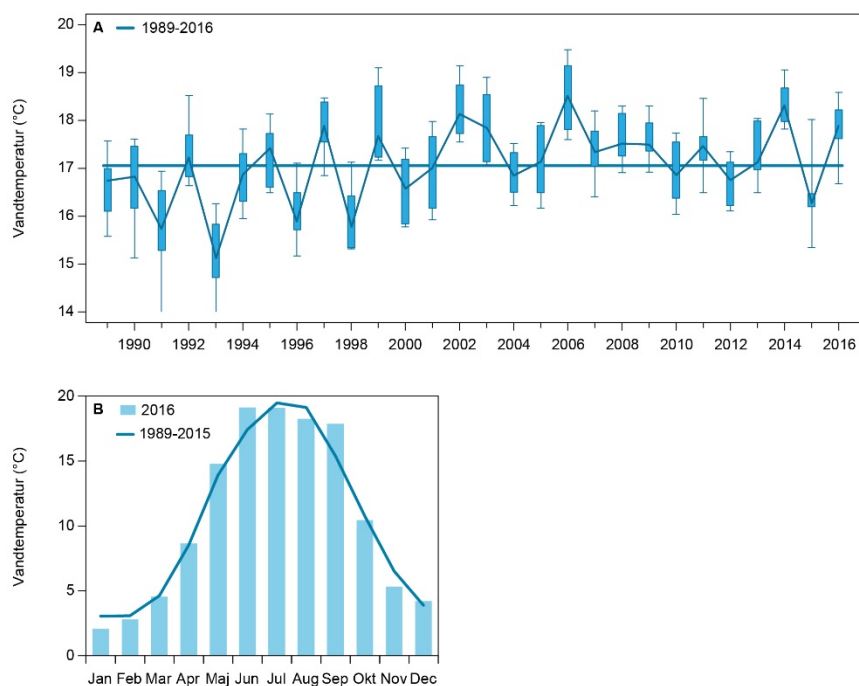 A 1989-2016
Vandtemperatur (°C)
20
19
18
17
16
15
14
1990 1992 1994 1996 1998 2000 2002 2004 2006 2008 2010 2012 2014 2016
B 2016
1989-2015
Vandtemperatur (°C)
20
15
10
5
0
Jan Feb Mar Apr Maj Jun Jul Aug Sep Okt Nov Dec